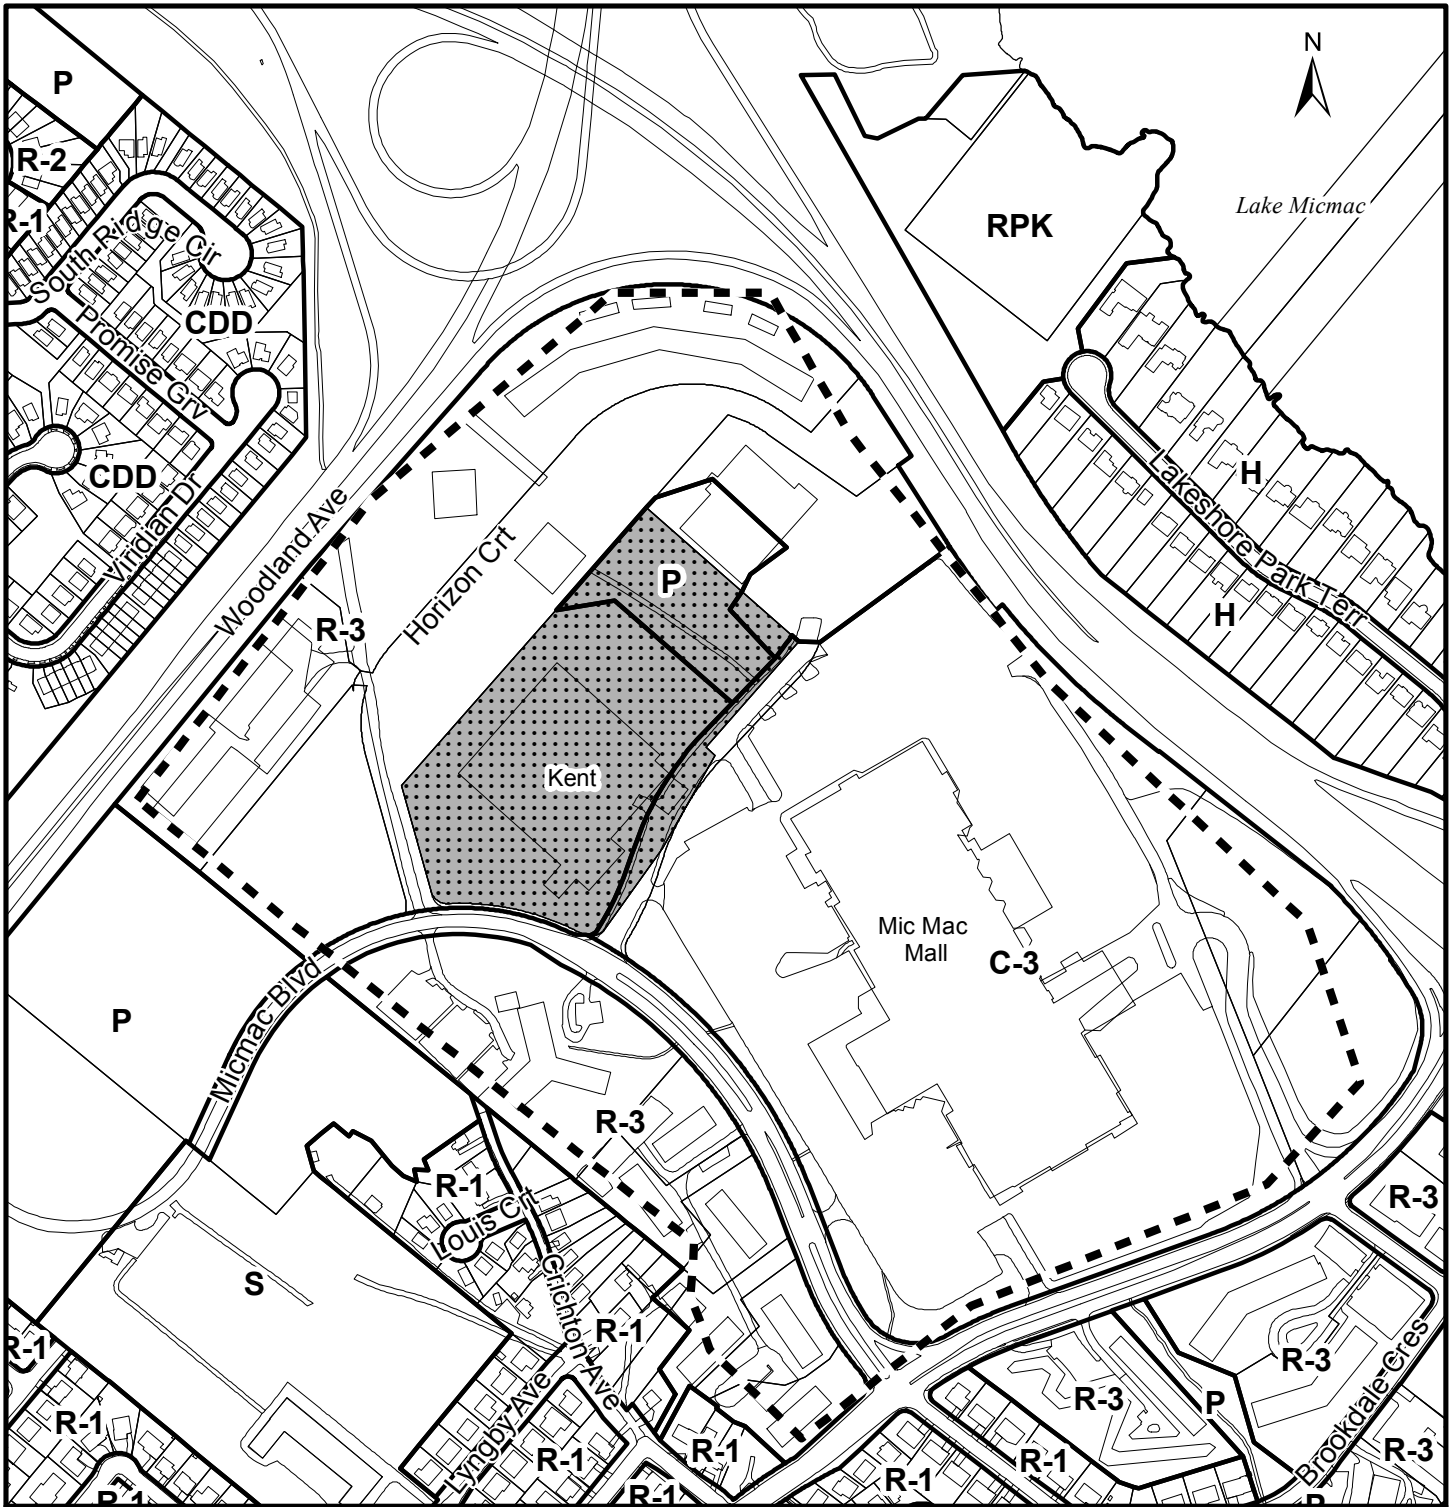 N
P
R-2
R-1
South Ridge Cir
Promise Grv
CDD
CDD
Viridian Dr
Woodland Ave
RPK
Lake Micmac
H
Lakeshore Park Terr
H
Horizon Crt
R-3
P
Kent
Mic Mac
Mall
C-3
P
Micmac Blvd
R-3
R-1
Louis Crt
Crichton Ave
S
R-1
R-1
R-1
Lyngby Ave
R-1
R-1
R-1
R-1
R-1
R-1
R-3
P
R-3
R-3
R-3
Brookdale Cres